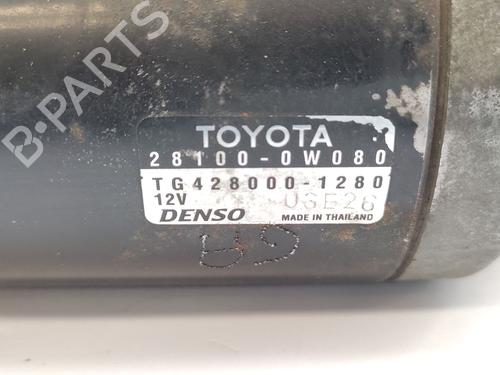 B-PARTS
TOYOTA
28100-0W080
TG428000-1280
12V
DENSO MADE IN THAILAND